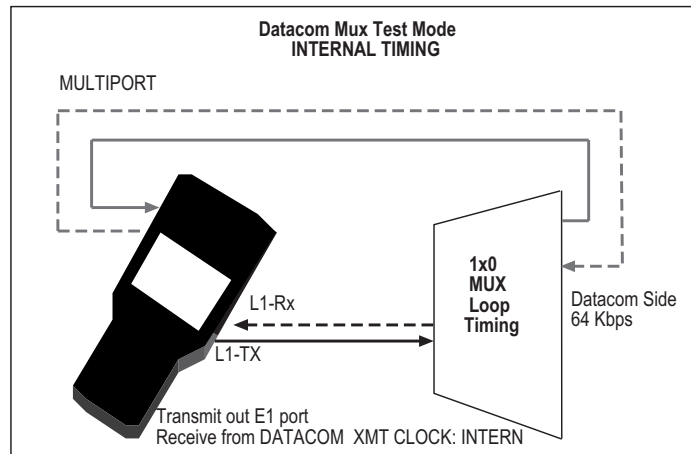 Datacom Mux Test Mode
INTERNAL TIMING
MULTIPORT
1x0
MUX
Loop
Timing
Datacom Side
64 Kbps
L1-Rx
L1-TX
Transmit out E1 port
Receive from DATACOM XMT CLOCK: INTERN